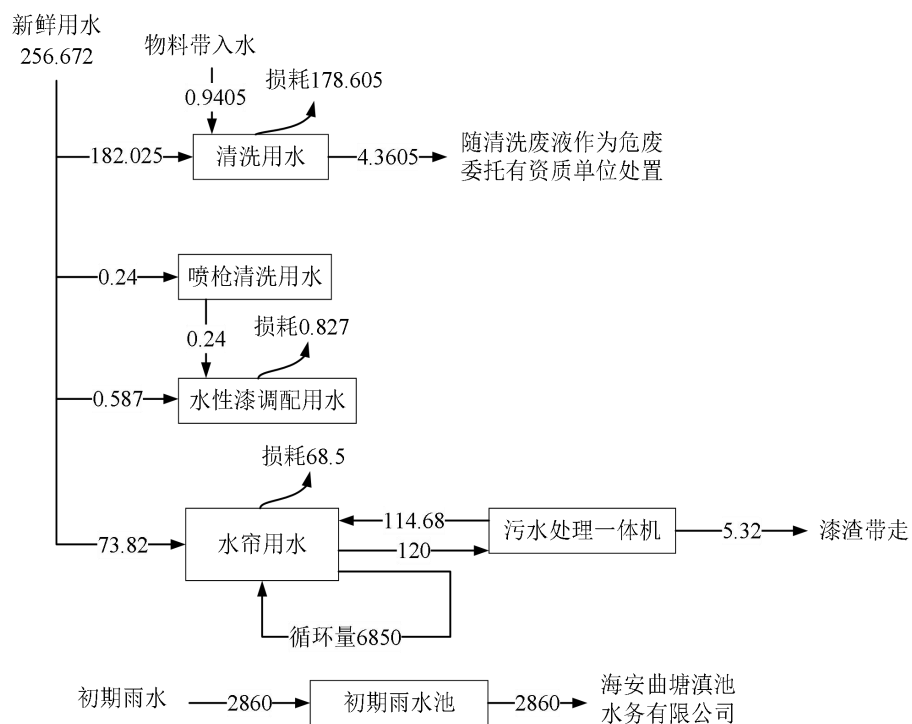 新鲜用水
256.672
物料带入水
0.9405
损耗178.605
182.025
清洗用水
4.3605
随清洗废液作为危废
委托有资质单位处置
0.24
喷枪清洗用水
0.24
损耗0.827
0.587
水性漆调配用水
损耗68.5
73.82
水帘用水
114.68
120
污水处理一体机
5.32
漆渣带走
循环量6850
初期雨水
2860
初期雨水池
2860
海安曲塘滇池
水务有限公司